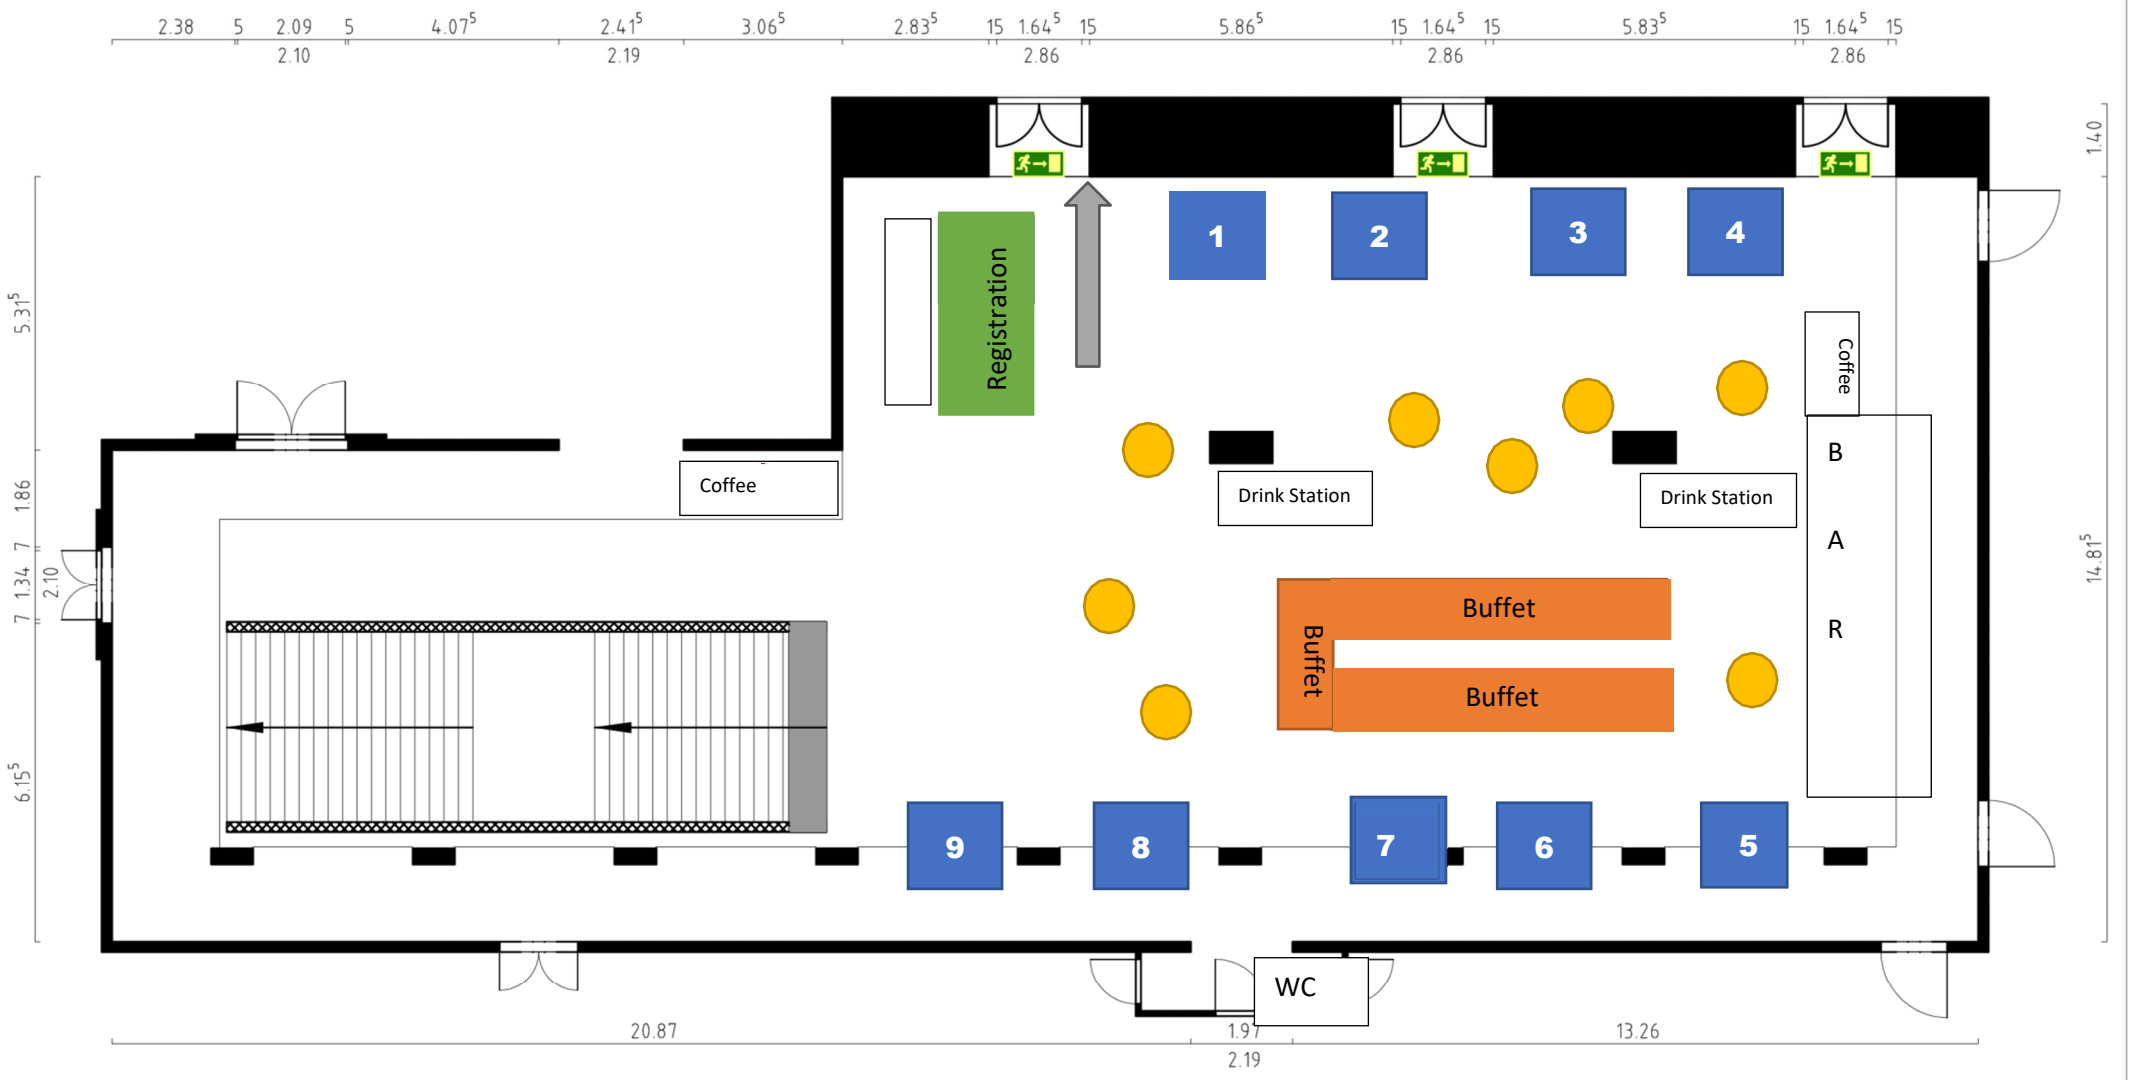 2.38 5 2.09 5 4.07⁵ 2.41⁵ 3.06⁵ 2.83⁵ 15 1.64⁵ 15 5.86⁵ 15 1.64⁵ 15 5.83⁵ 15 1.64⁵ 15
2.10 2.19 2.86 2.86 2.86
1.40
5.31⁵
1.86
7
1.34
2.10
7
6.15⁵
14.81⁵
1
2
3
4
Registration
Coffee
Coffee
Drink Station
Drink Station
B
A
R
Buffet
Buffet
Buffet
9
8
7
6
5
WC
20.87 1.97 13.26
2.19